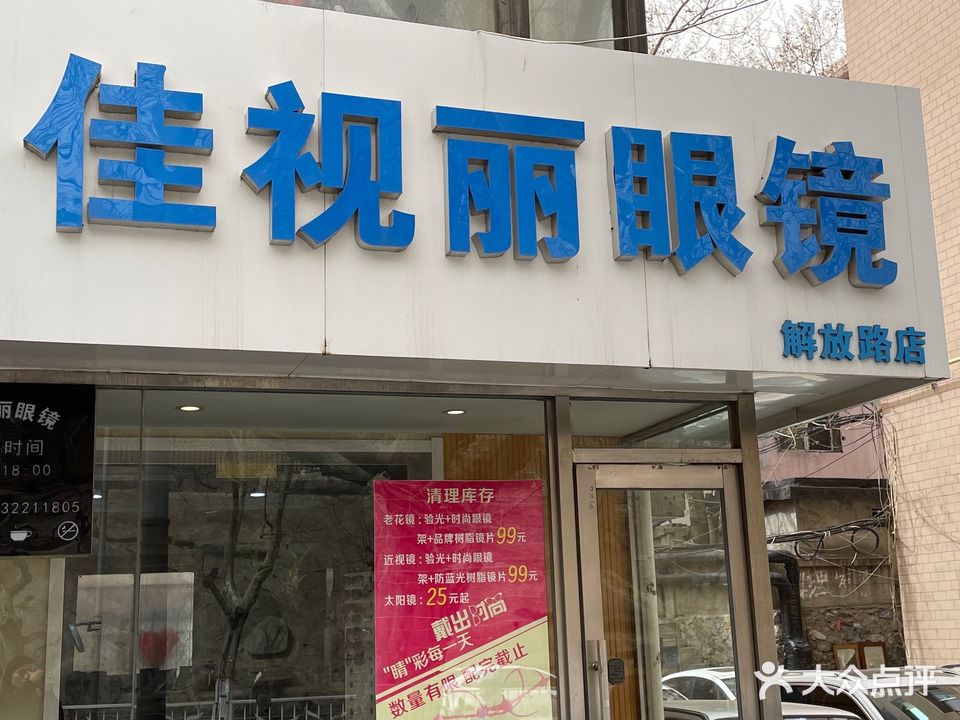 佳视丽眼镜
解放路店
丽眼镜
时间
18:00
32211805
清理库存
老花镜：验光+时尚眼镜
架+品牌树脂镜片99元
近视镜：验光+时尚眼镜
架+防蓝光树脂镜片99元
太阳镜：25元起
戴出时尚
"睛"彩每一天
数量有限 配完截止
大众点评